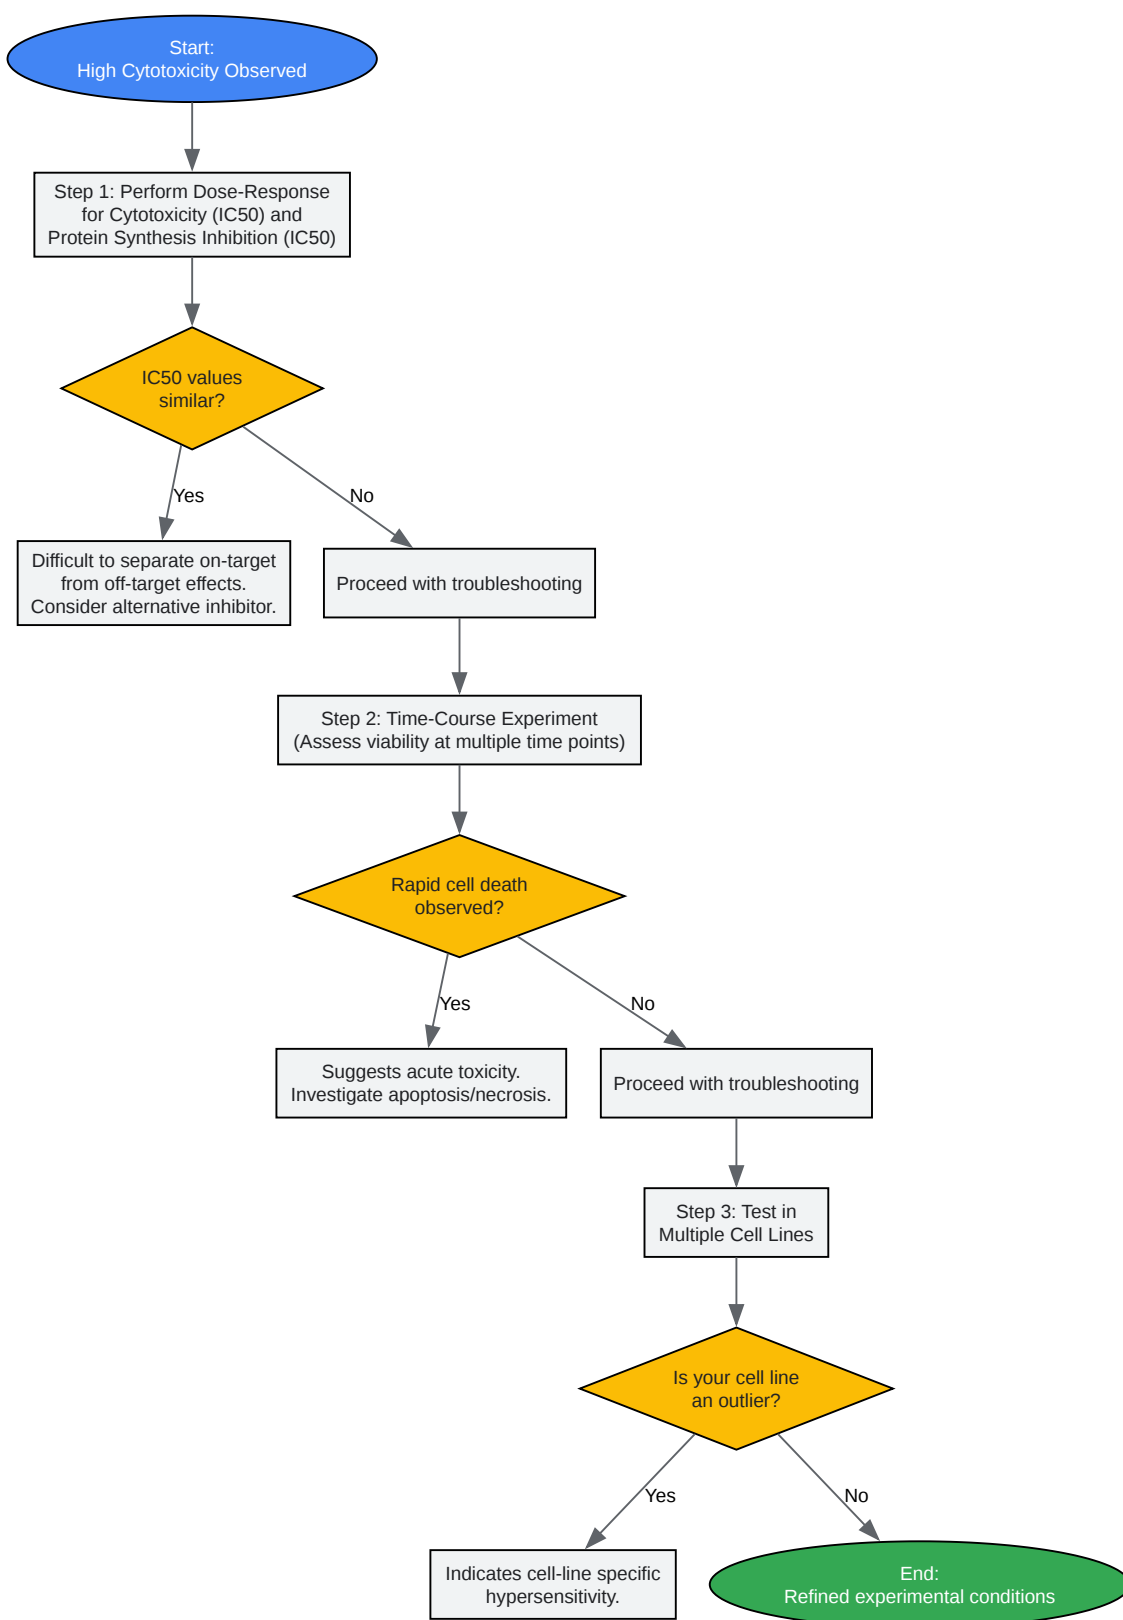 Start:
High Cytotoxicity Observed
Step 1: Perform Dose-Response
for Cytotoxicity (IC50) and
Protein Synthesis Inhibition (IC50)
IC50 values
similar?
Yes
No
Difficult to separate on-target
from off-target effects.
Consider alternative inhibitor.
Proceed with troubleshooting
Step 2: Time-Course Experiment
(Assess viability at multiple time points)
Rapid cell death
observed?
Yes
No
Suggests acute toxicity.
Investigate apoptosis/necrosis.
Proceed with troubleshooting
Step 3: Test in
Multiple Cell Lines
Is your cell line
an outlier?
Yes
No
Indicates cell-line specific
hypersensitivity.
End:
Refined experimental conditions